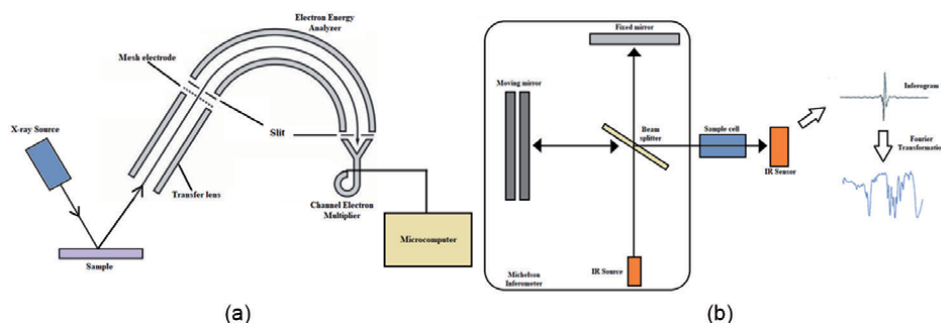 Electron Energy
Analyzer
Mesh electrode
X-ray Source
Slit
Transfer lens
Channel Electron
Multiplier
Microcomputer
Sample
(a)
Fixed mirror
Moving mirror
Beam
splitter
Sample cell
IR Sensor
IR Source
Michelson
Inferometer
Inferogram
Fourier
Transformation
(b)